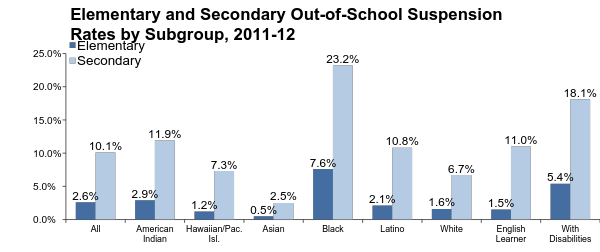 Elementary and Secondary Out-of-School Suspension
Rates by Subgroup, 2011-12
Elementary
Secondary
25.0%
20.0%
15.0%
10.0%
5.0%
0.0%
2.6%
10.1%
2.9%
11.9%
1.2%
7.3%
0.5%
2.5%
7.6%
23.2%
2.1%
10.8%
1.6%
6.7%
1.5%
11.0%
5.4%
18.1%
All
American
Indian
Hawaiian/Pac.
Isl.
Asian
Black
Latino
White
English
Learner
With
Disabilities